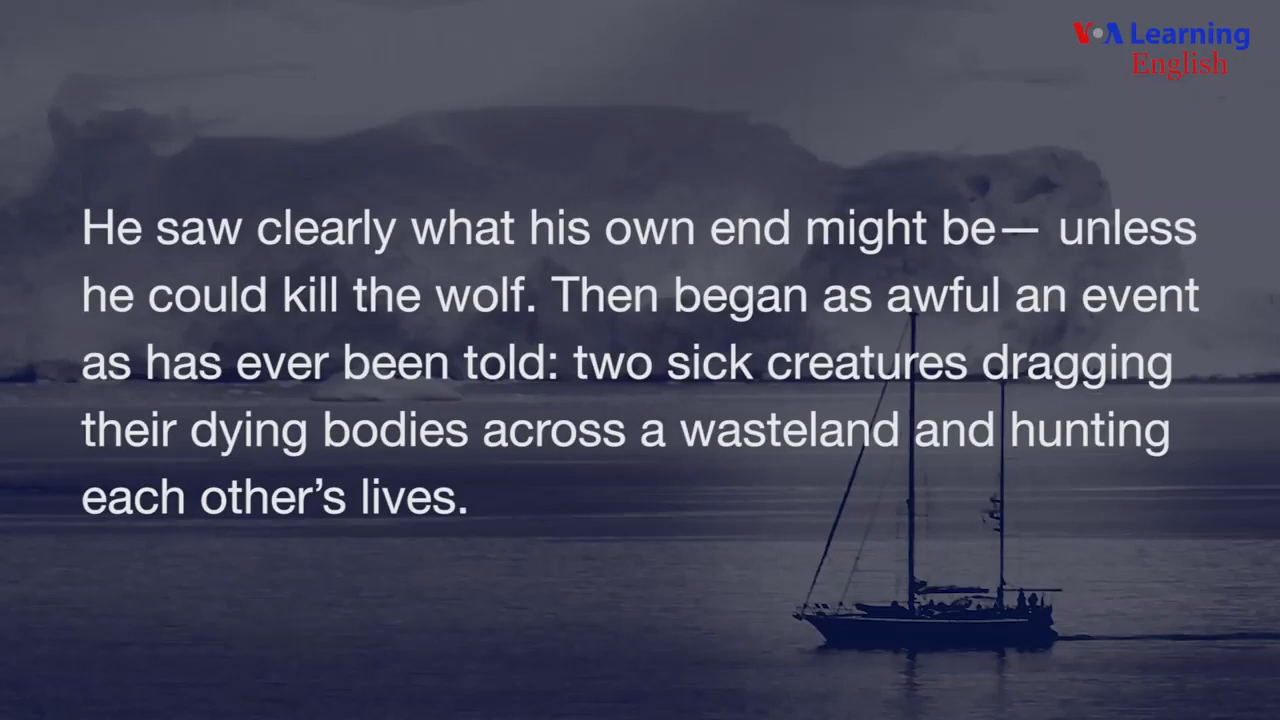 VOA Learning
English
He saw clearly what his own end might be— unless
he could kill the wolf. Then began as awful an event
as has ever been told: two sick creatures dragging
their dying bodies across a wasteland and hunting
each other’s lives.